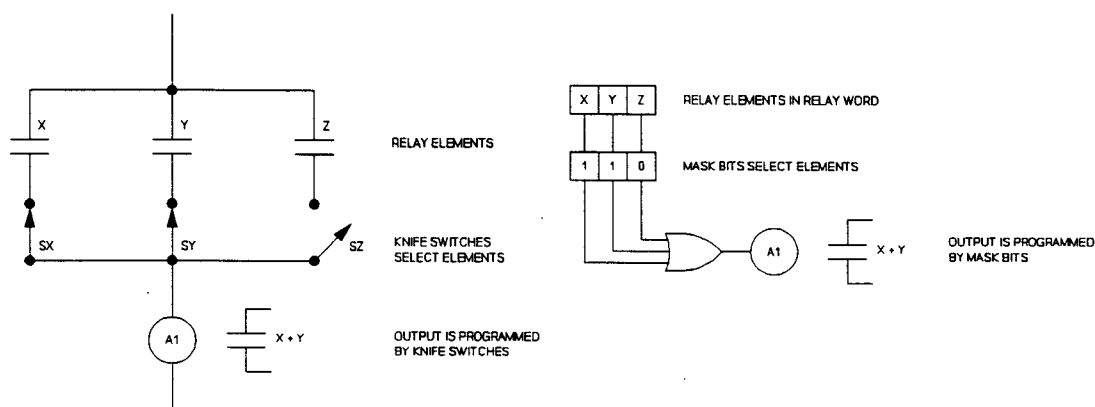 X
Y
Z
RELAY ELEMENTS
SX
SY
SZ
KNIFE SWITCHES
SELECT ELEMENTS
A1
X + Y
OUTPUT IS PROGRAMMED
BY KNIFE SWITCHES
X Y Z
RELAY ELEMENTS IN RELAY WORD
1 1 0
MASK BITS SELECT ELEMENTS
A1
X + Y
OUTPUT IS PROGRAMMED
BY MASK BITS